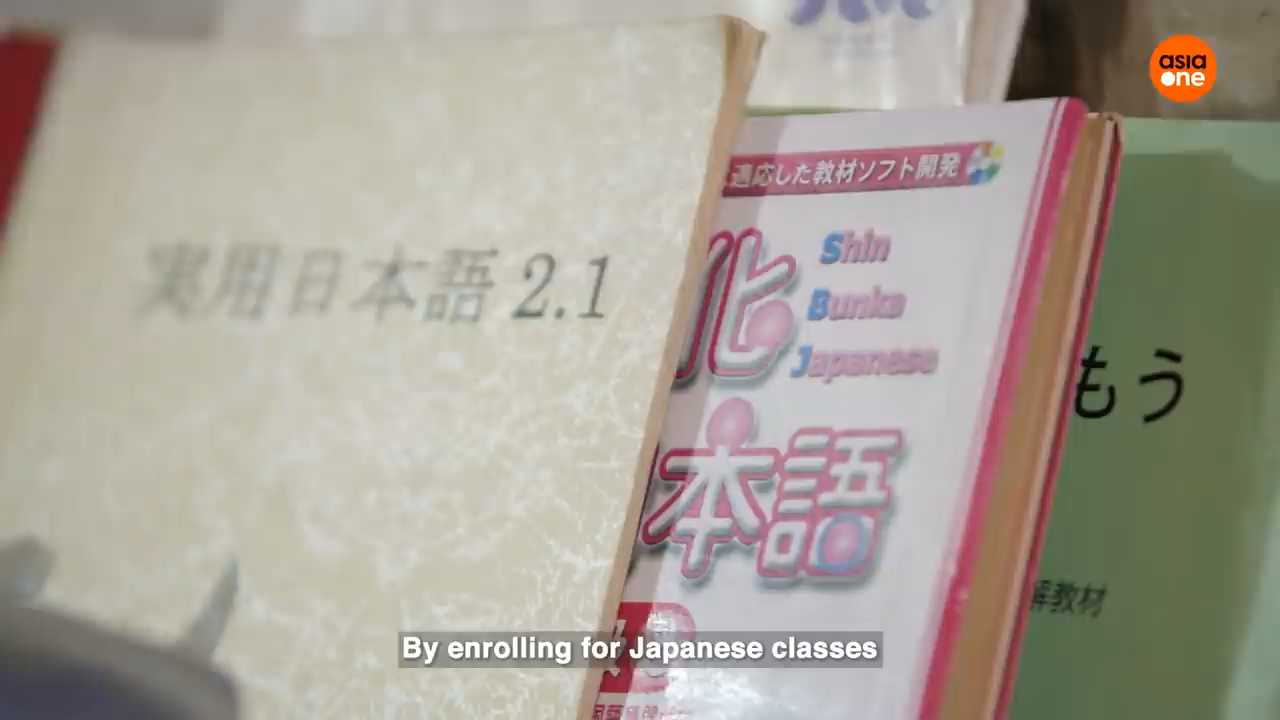 asia
one
適応した教材ソフト開発
実用日本語 2.1
化
Shin
Bunka
Japanese
もう
本語
解教材
By enrolling for Japanese classes